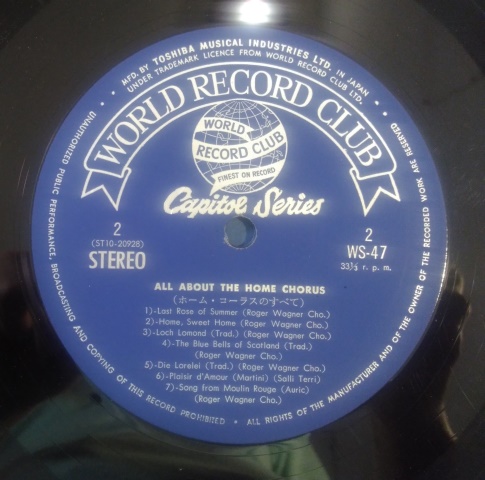 MFD. BY TOSHIBA MUSICAL INDUSTRIES LTD. IN JAPAN
UNDER TRADEMARK LICENCE FROM WORLD RECORD CLUB LTD.
WORLD RECORD CLUB
WORLD
RECORD CLUB
FINEST ON RECORD
Capitol Series
2
(ST10-20928)
STEREO
2
WS-47
33⅓ r. p. m.
ALL ABOUT THE HOME CHORUS
(ホーム・コーラスのすべて)
1)-Last Rose of Summer (Roger Wagner Cho.)
2)-Home, Sweet Home (Roger Wagner Cho.)
3)-Loch Lomond (Trad.) (Roger Wagner Cho.)
4)-The Blue Bells of Scotland (Trad.)
(Roger Wagner Cho.)
5)-Die Lorelei (Trad.) (Roger Wagner Cho.)
6)-Plaisir d'Amour (Martini) (Salli Terri)
7)-Song from Moulin Rouge (Auric)
(Roger Wagner Cho.)
UNAUTHORIZED PUBLIC PERFORMANCE, BROADCASTING AND COPYING OF THIS RECORD PROHIBITED • ALL RIGHTS OF THE MANUFACTURER AND OF THE OWNER OF THE RECORDED WORK ARE RESERVED